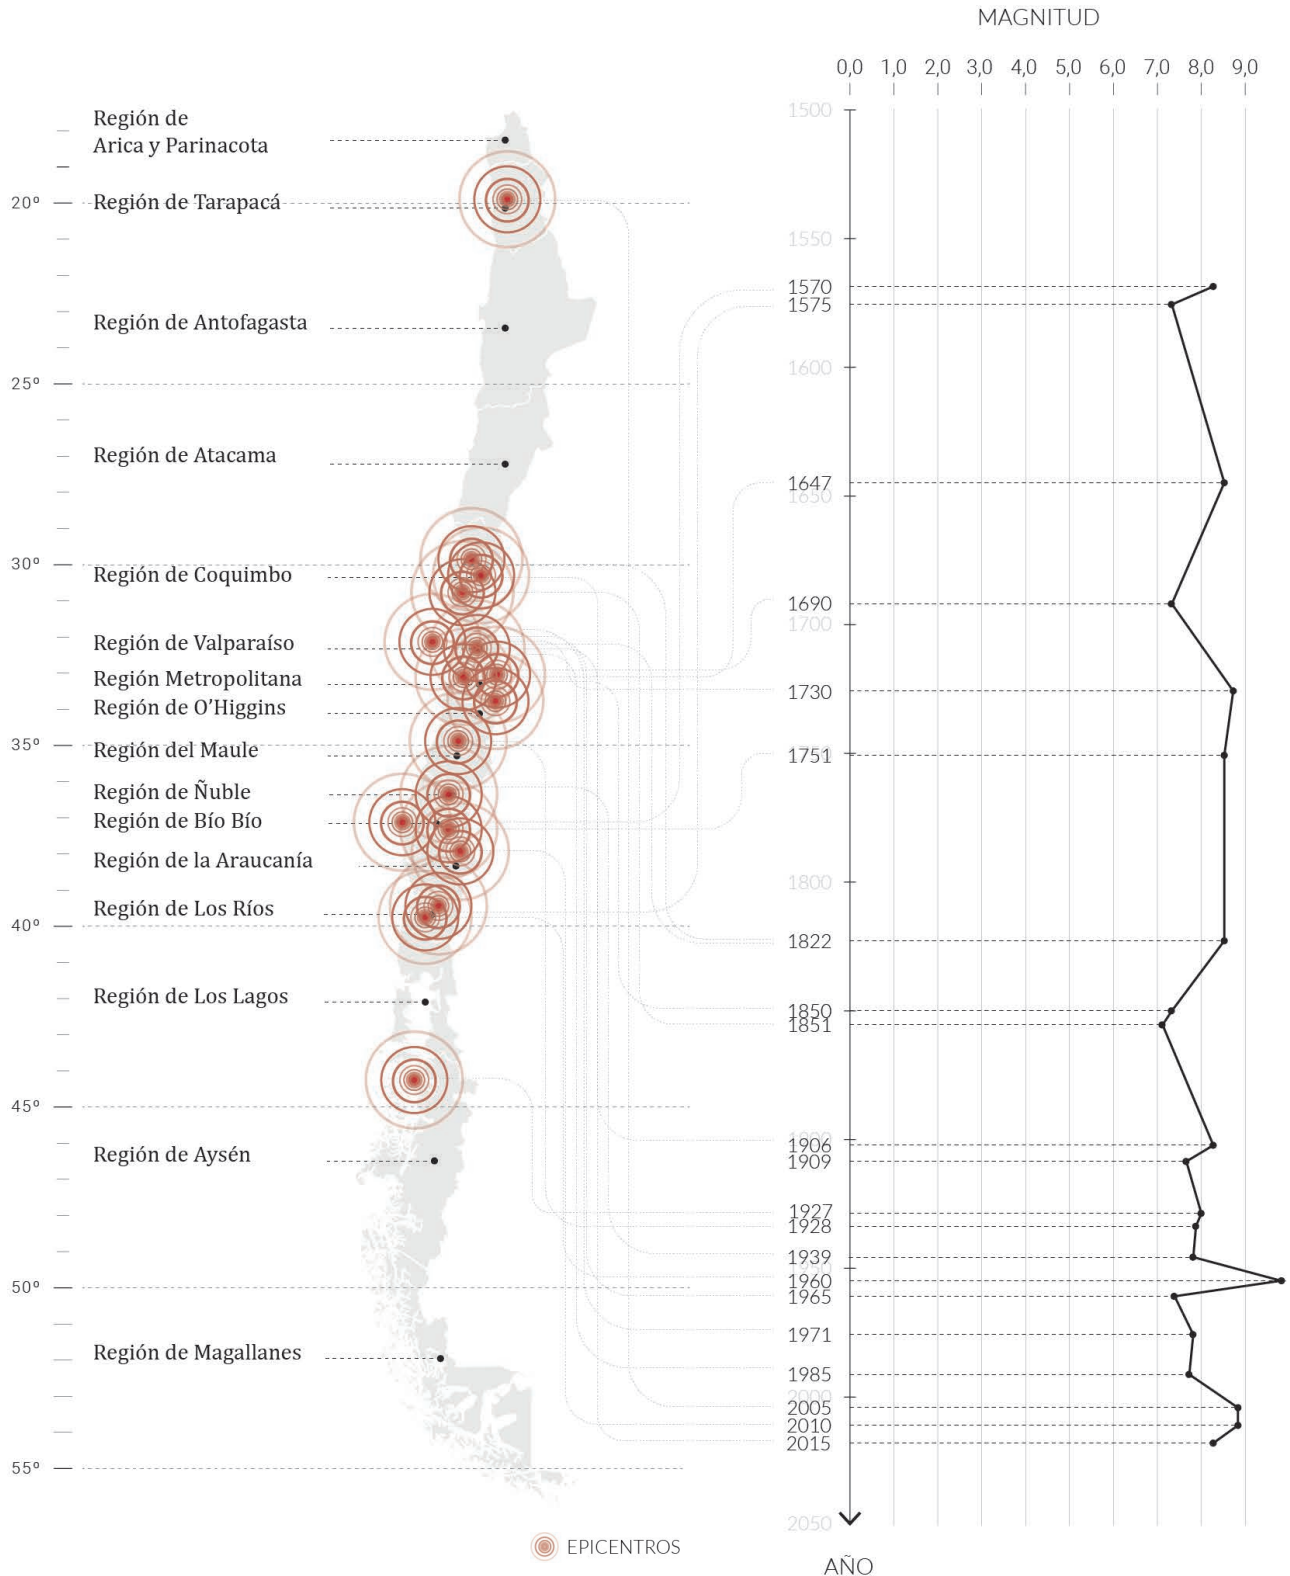 MAGNITUD
0,0 1,0 2,0 3,0 4,0 5,0 6,0 7,0 8,0 9,0
Región de
Arica y Parinacota
20º
Región de Tarapacá
Región de Antofagasta
25º
Región de Atacama
30º
Región de Coquimbo
Región de Valparaíso
Región Metropolitana
Región de O'Higgins
35º
Región del Maule
Región de Ñuble
Región de Bío Bío
Región de la Araucanía
Región de Los Ríos
40º
Región de Los Lagos
45º
Región de Aysén
50º
Región de Magallanes
55º
EPICENTROS
1500
1550
1570
1575
1600
1647
1650
1690
1700
1730
1751
1800
1822
1850
1851
1906
1909
1927
1928
1939
1950
1960
1965
1971
1985
2000
2005
2010
2015
2050
AÑO